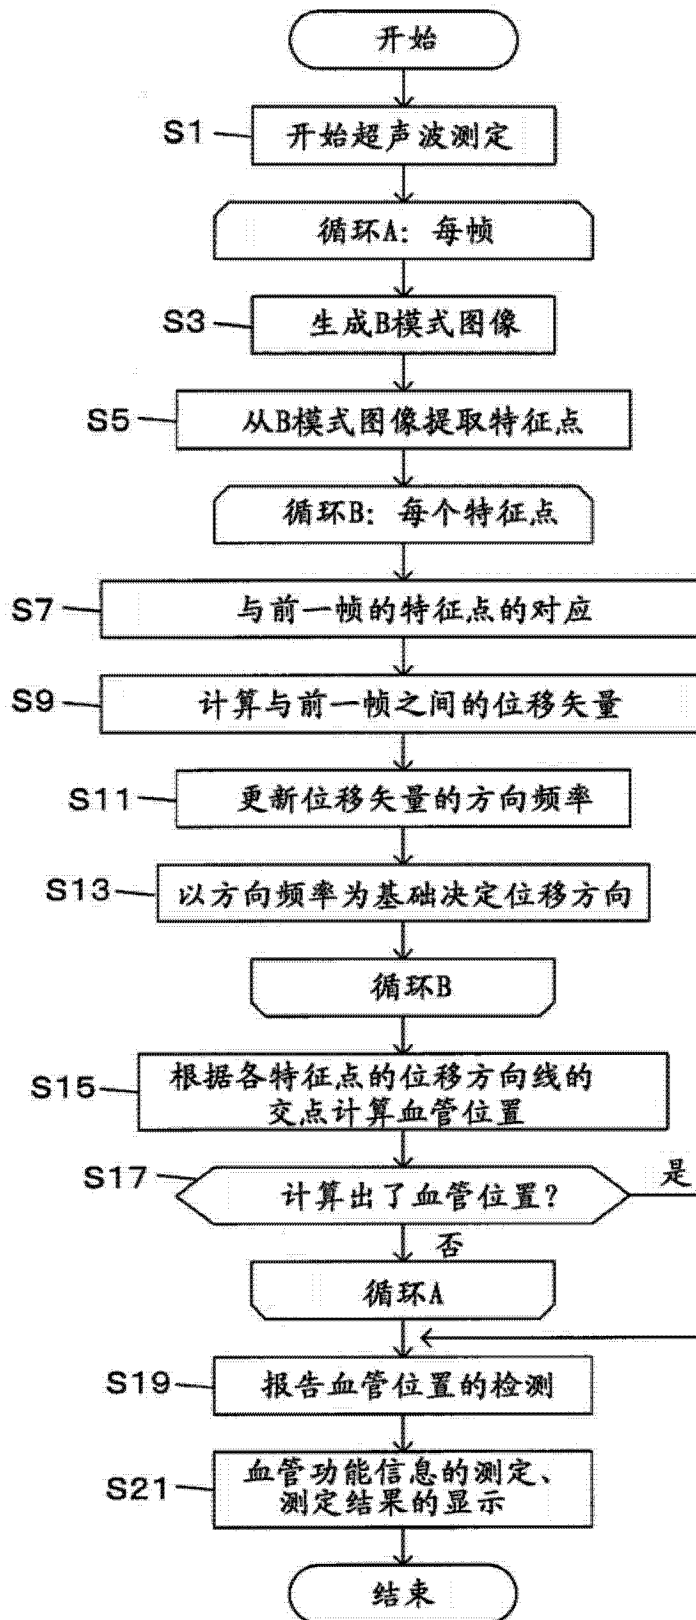 开始
S1
开始超声波测定
循环A: 每帧
S3
生成B模式图像
S5
从B模式图像提取特征点
循环B: 每个特征点
S7
与前一帧的特征点的对应
S9
计算与前一帧之间的位移矢量
S11
更新位移矢量的方向频率
S13
以方向频率为基础决定位移方向
循环B
S15
根据各特征点的位移方向线的
交点计算血管位置
S17
计算出了血管位置?
是
否
循环A
S19
报告血管位置的检测
S21
血管功能信息的测定、
测定结果的显示
结束